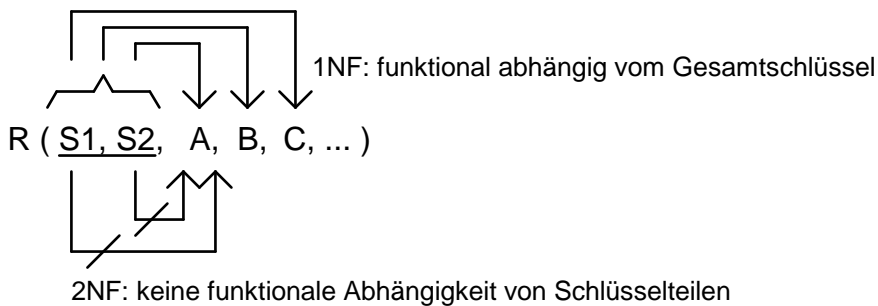 1NF: funktional abhängig vom Gesamtschlüssel
R ( S1, S2, A, B, C, ... )
2NF: keine funktionale Abhängigkeit von Schlüsselteilen